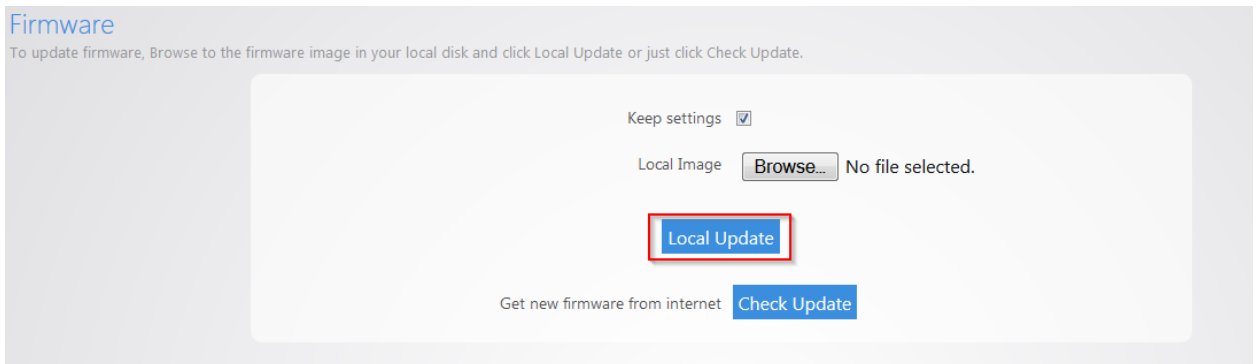 Firmware
To update firmware, Browse to the firmware image in your local disk and click Local Update or just click Check Update.
Keep settings
Local Image Browse... No file selected.
Local Update
Get new firmware from internet Check Update